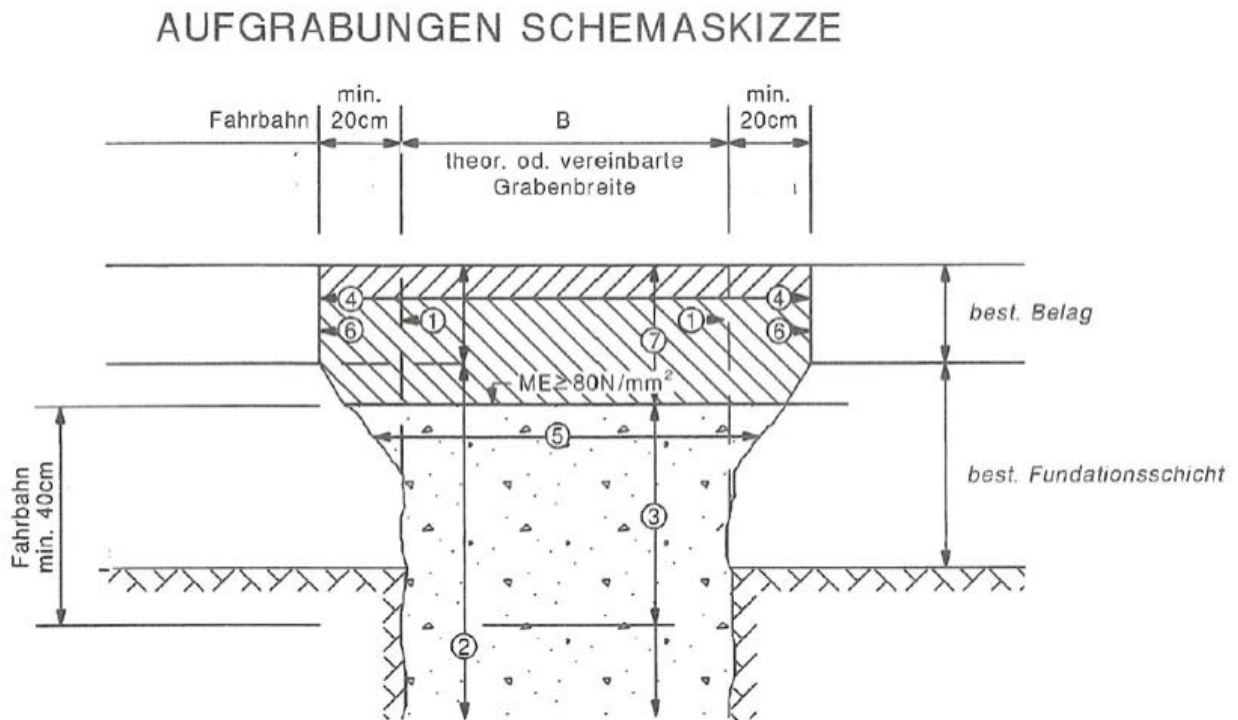 AUFGRABUNGEN SCHEMASKIZZE
Fahrbahn
min.
20cm
B
min.
20cm
theor. od. vereinbarte
Grabenbreite
4
4
1
1
6
6
7
best. Belag
ME≥80N/mm²
5
best. Fundationsschicht
Fahrbahn
min. 40cm
3
2